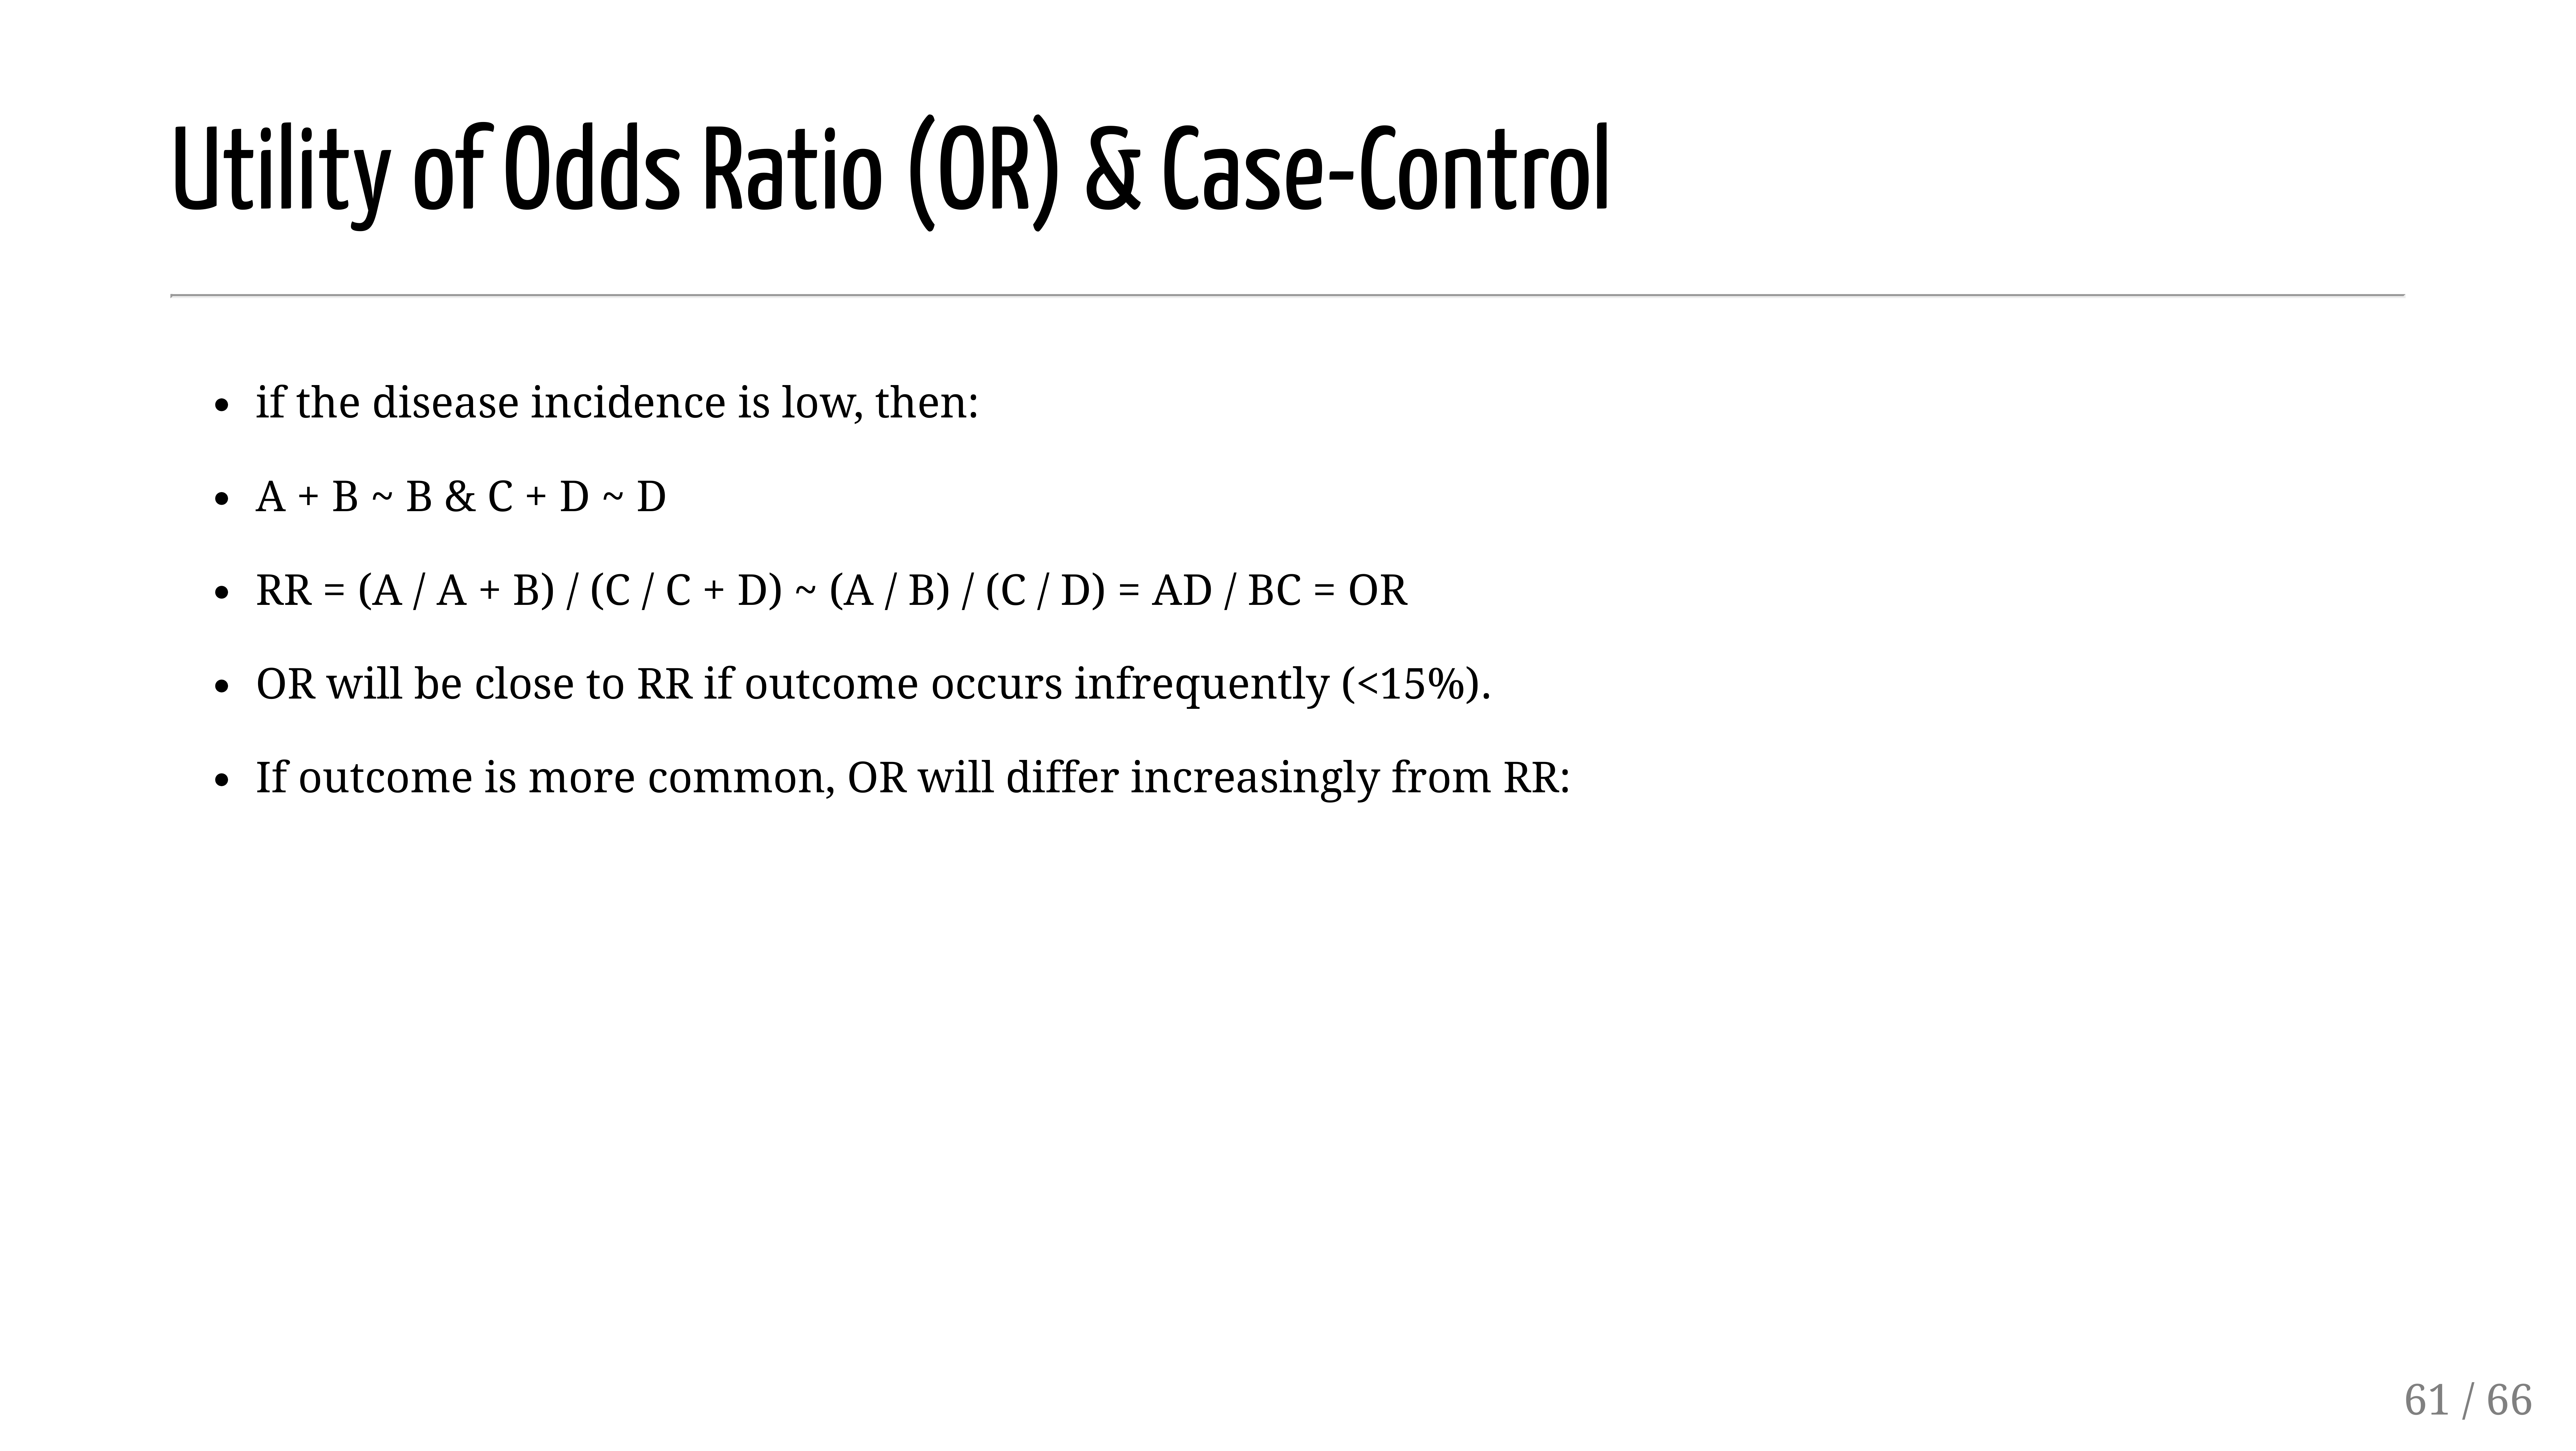 Utility of Odds Ratio (OR) & Case-Control
• if the disease incidence is low, then:
• A + B ~ B & C + D ~ D
• RR = (A / A + B) / (C / C + D) ~ (A / B) / (C / D) = AD / BC = OR
• OR will be close to RR if outcome occurs infrequently (<15%).
• If outcome is more common, OR will differ increasingly from RR:
61 / 66